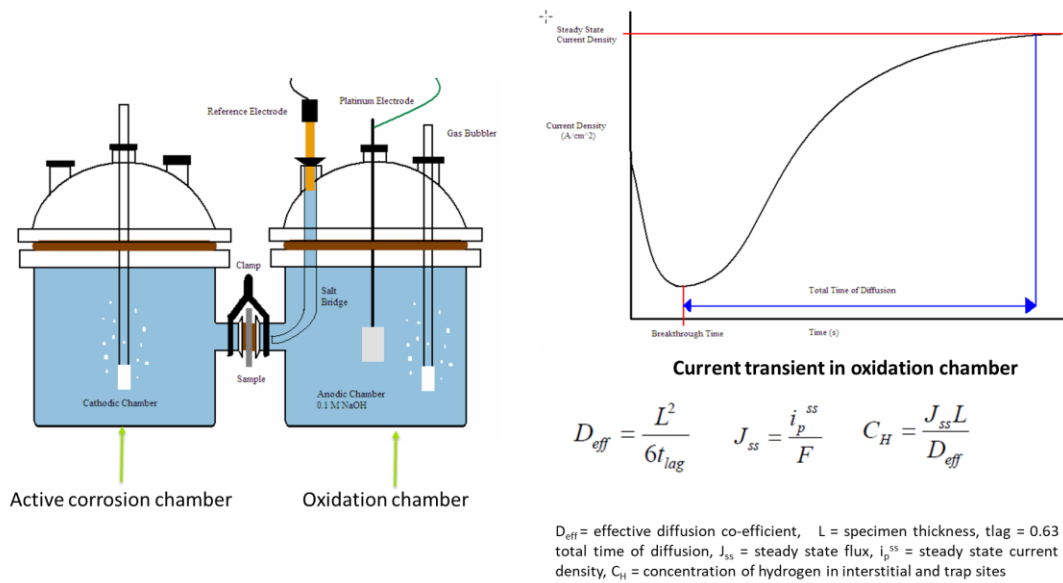 Reference Electrode
Platinum Electrode
Gas Bubbler
Clamp
Salt
Bridge
Sample
Cathodic Chamber
Anodic Chamber
0.1 M NaOH
Active corrosion chamber
Oxidation chamber
Steady State
Current Density
Current Density
(A/cm^2)
Total Time of Diffusion
Breakthrough Time
Time (s)
Current transient in oxidation chamber
D_eff = L² / 6t_lag    J_ss = i_p^ss / F    C_H = J_ss L / D_eff
D_eff = effective diffusion co-efficient, L = specimen thickness, tlag = 0.63
total time of diffusion, J_ss = steady state flux, i_p^ss = steady state current
density, C_H = concentration of hydrogen in interstitial and trap sites